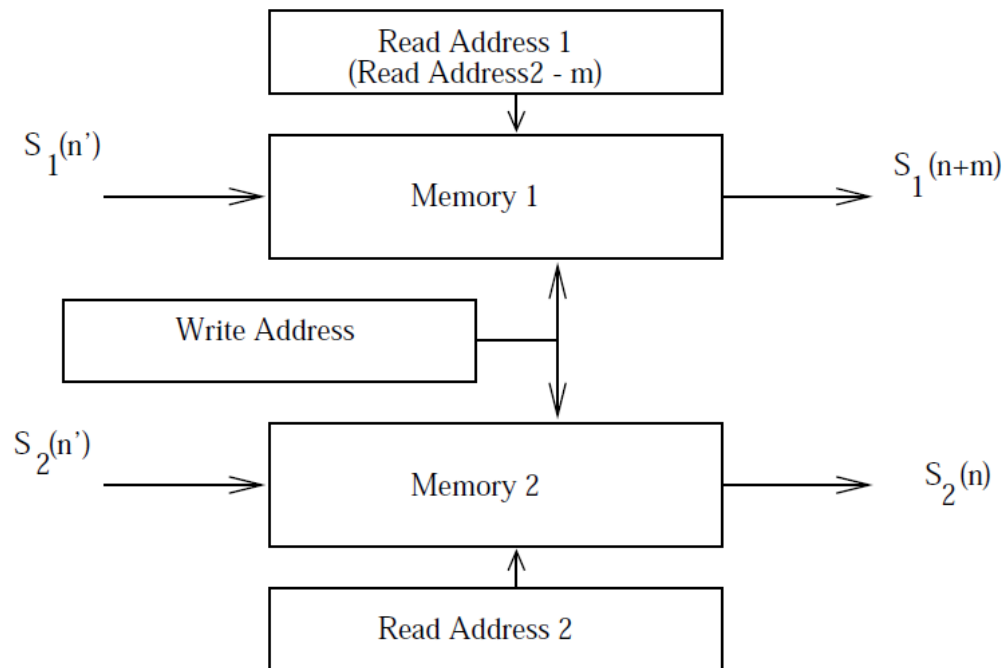 Read Address 1
(Read Address2 - m)
S1(n’)
Memory 1
S1(n+m)
Write Address
S2(n’)
Memory 2
S2(n)
Read Address 2